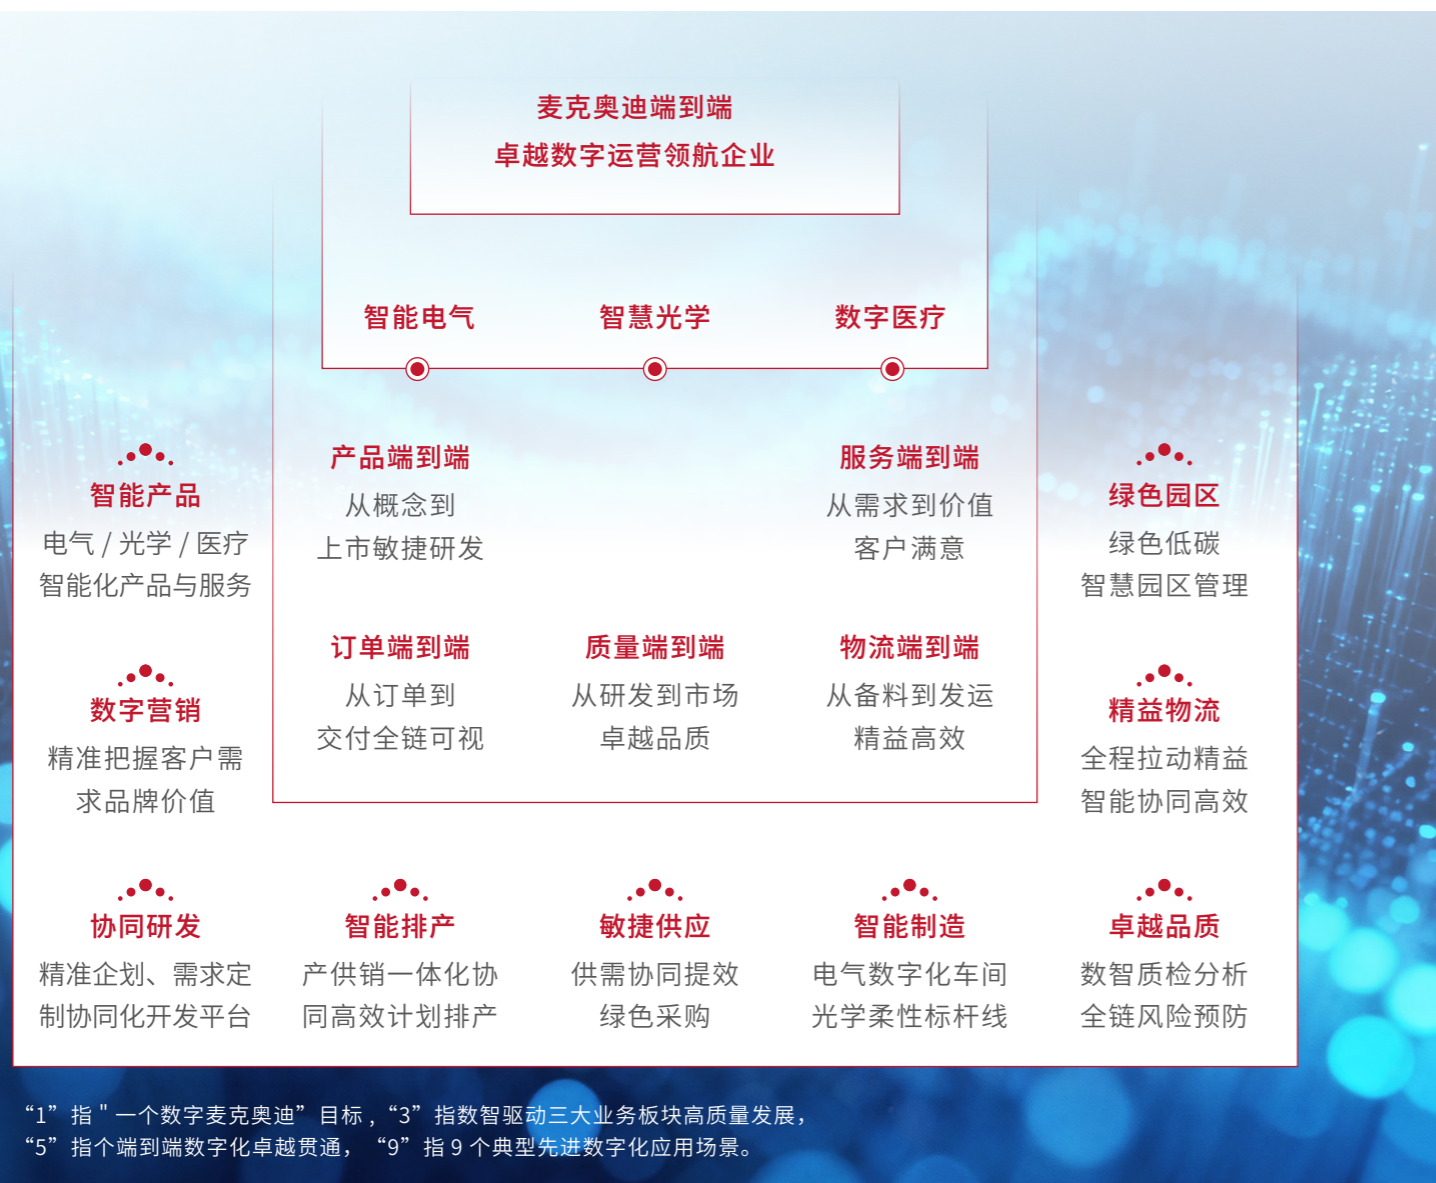 麦克奥迪端到端
卓越数字运营领航企业
智能电气
智慧光学
数字医疗
产品端到端
从概念到
上市敏捷研发
服务端到端
从需求到价值
客户满意
订单端到端
从订单到
交付全链可视
质量端到端
从研发到市场
卓越品质
物流端到端
从备料到发运
精益高效
智能产品
电气 / 光学 / 医疗
智能化产品与服务
数字营销
精准把握客户需
求品牌价值
绿色园区
绿色低碳
智慧园区管理
精益物流
全程拉动精益
智能协同高效
协同研发
精准企划、需求定
制协同化开发平台
智能排产
产供销一体化协
同高效计划排产
敏捷供应
供需协同提效
绿色采购
智能制造
电气数字化车间
光学柔性标杆线
卓越品质
数智质检分析
全链风险预防
“1”指 " 一个数字麦克奥迪”目标 ,“3”指数智驱动三大业务板块高质量发展，
“5”指个端到端数字化卓越贯通，“9”指 9 个典型先进数字化应用场景。